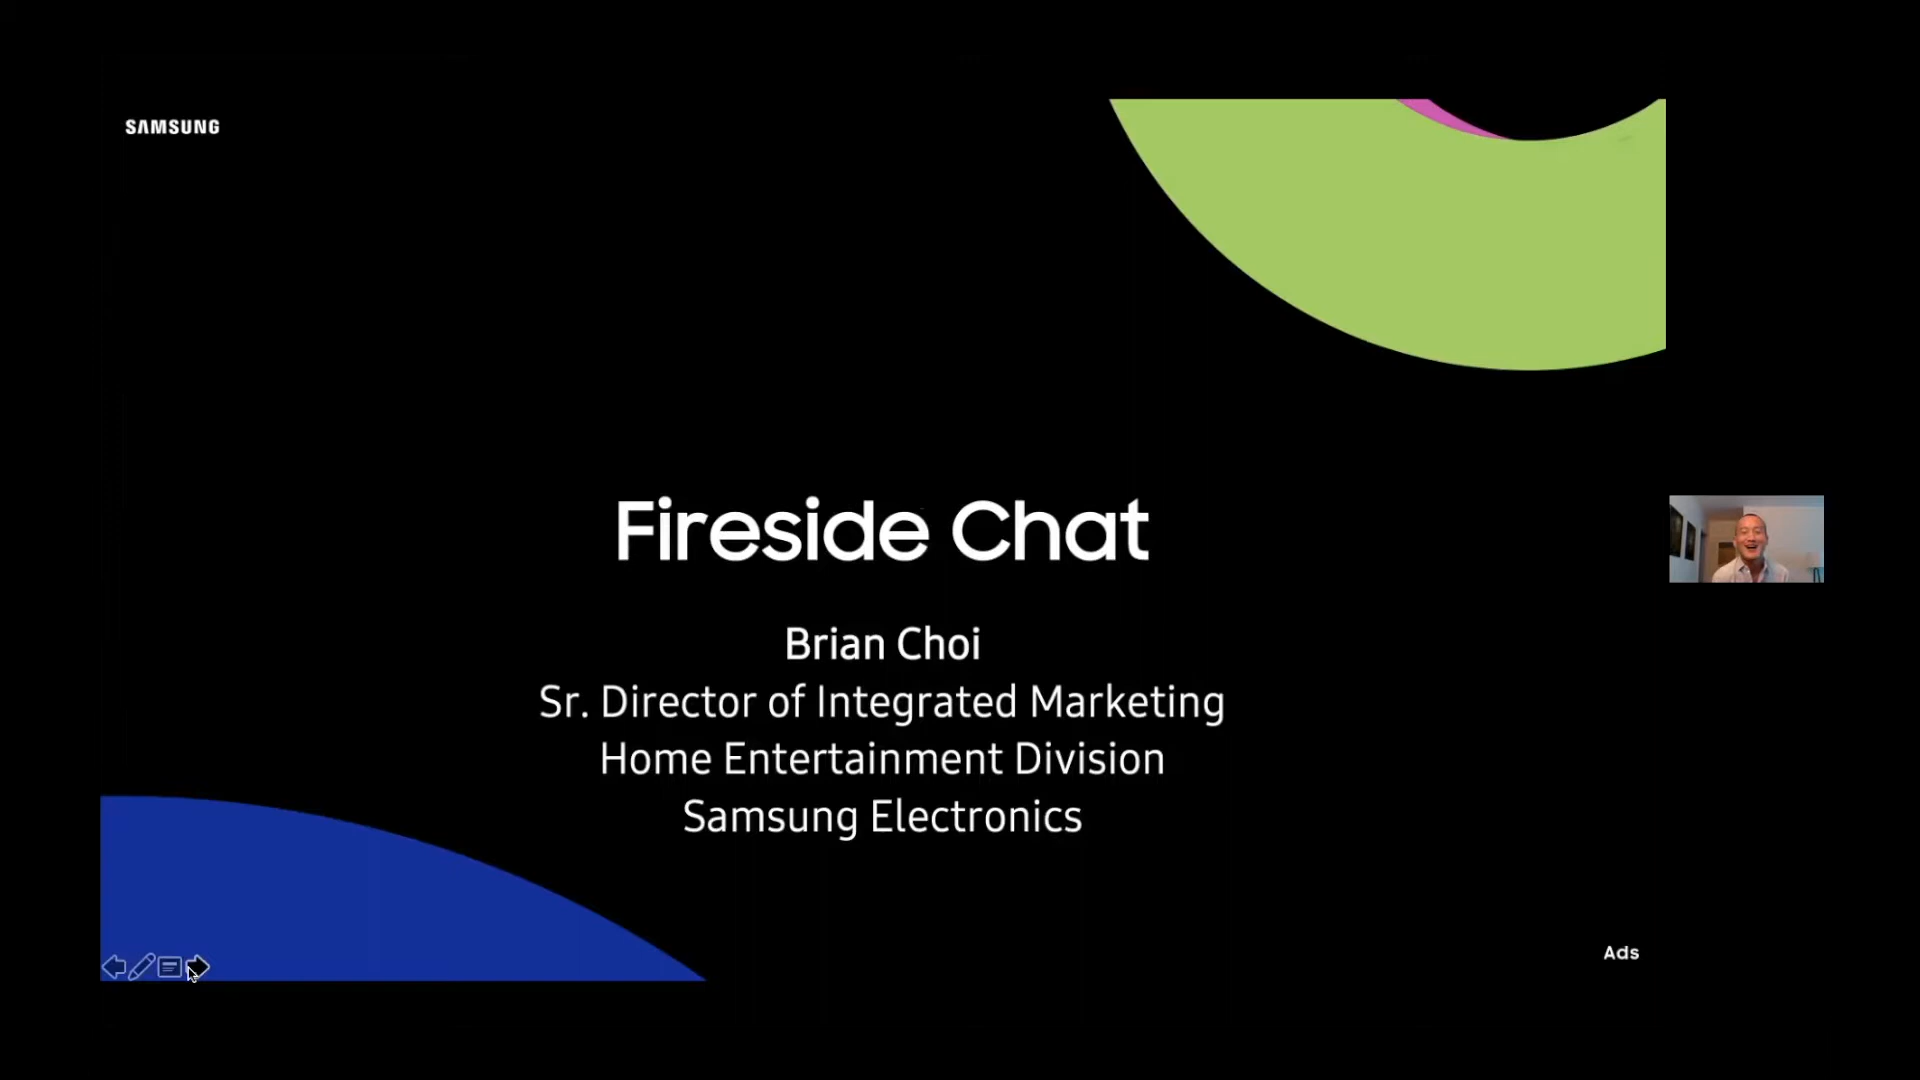 SAMSUNG
Fireside Chat
Brian Choi
Sr. Director of Integrated Marketing
Home Entertainment Division
Samsung Electronics
Ads